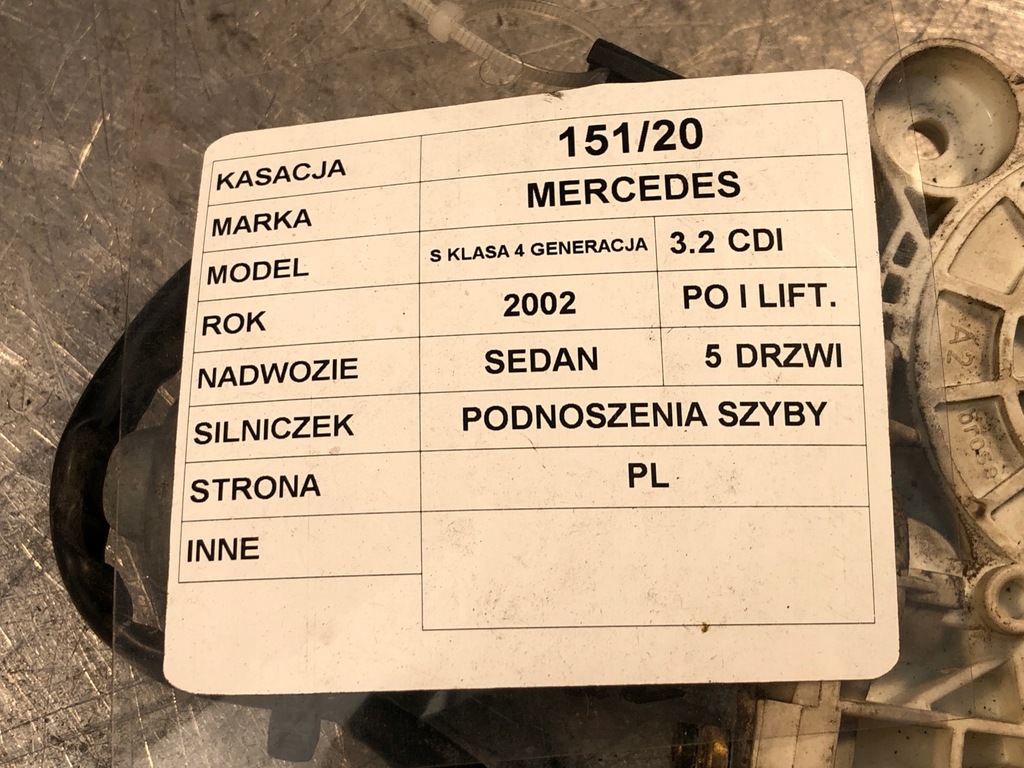 KASACJA 151/20
MARKA MERCEDES
MODEL S KLASA 4 GENERACJA 3.2 CDI
ROK 2002 PO I LIFT.
NADWOZIE SEDAN 5 DRZWI
SILNICZEK PODNOSZENIA SZYBY
STRONA PL
INNE
A2